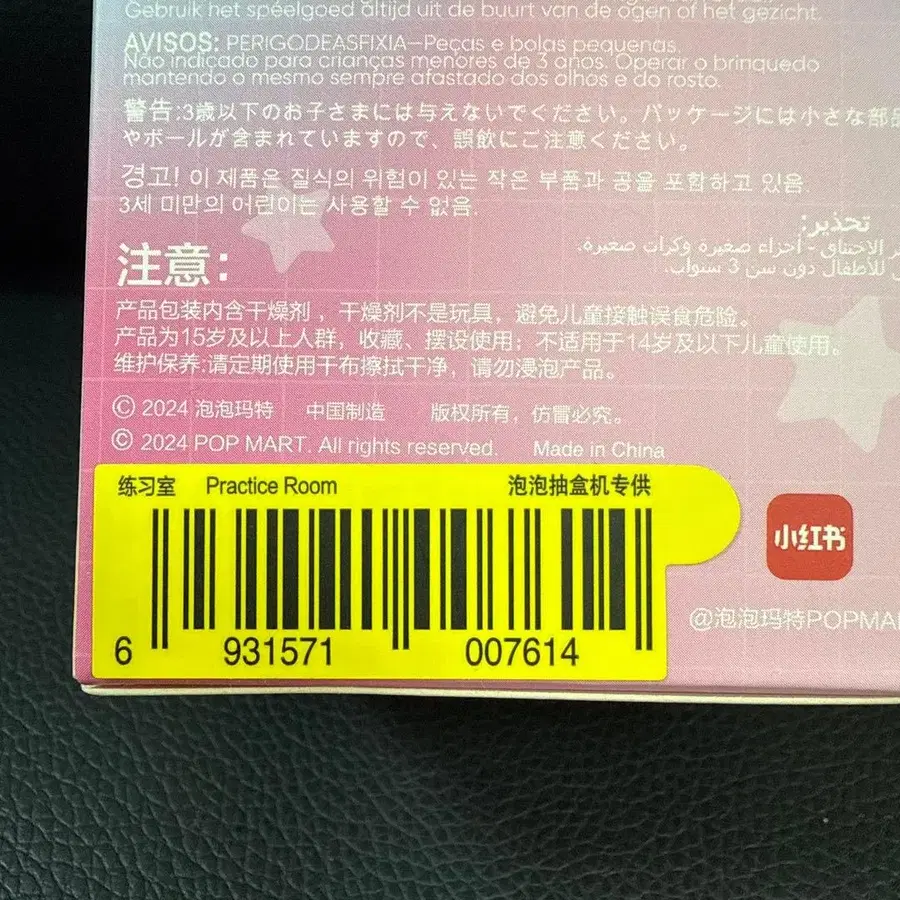 Gebruik het speelgoed altijd uit de buurt van de ogen of het gezicht.
AVISOS: PERIGODEASFIXIA—Peças e bolas pequenas.
Não indicado para crianças menores de 3 anos. Operar o brinquedo
mantendo o mesmo sempre afastado dos olhos e do rosto.
警告:3歳以下のお子さまには与えないでください。パッケージには小さな部品
やボールが含まれていますので、誤飲にご注意ください。
경고! 이 제품은 질식의 위험이 있는 작은 부품과 공을 포함하고 있음.
3세 미만의 어린이는 사용할 수 없음.
تحذير:
الاختناق - أجزاء صغيرة وكرات صغيرة.
للأطفال دون سن 3 سنوات.
注意：
产品包装内含干燥剂，干燥剂不是玩具，避免儿童接触误食危险。
产品为15岁及以上人群，收藏、摆设使用；不适用于14岁及以下儿童使用。
维护保养:请定期使用干布擦拭干净，请勿浸泡产品。
© 2024 泡泡玛特 中国制造 版权所有，仿冒必究。
© 2024 POP MART. All rights reserved. Made in China
练习室 Practice Room 泡泡抽盒机专供
6 931571 007614
小红书
@泡泡玛特POPMA